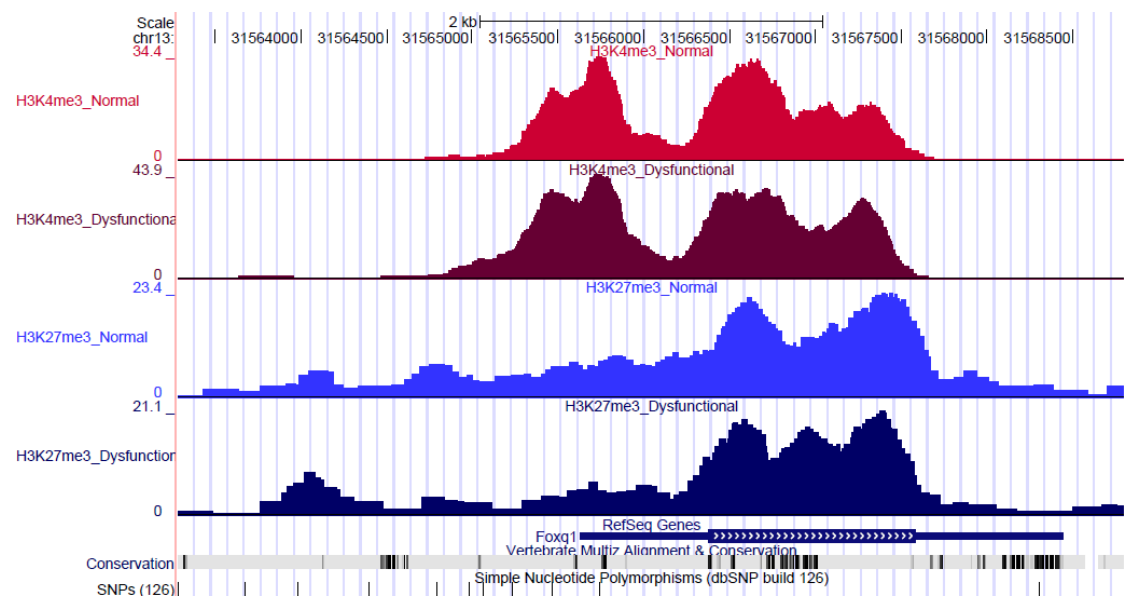 Scale 2 kb
chr13: 31564000 31564500 31565000 31565500 31566000 31566500 31567000 31567500 31568000 31568500
34.4 _ H3K4me3_Normal
H3K4me3_Normal
0
43.9 _ H3K4me3_Dysfunctional
H3K4me3_Dysfunctiona
0
23.4 _ H3K27me3_Normal
H3K27me3_Normal
0
21.1 _ H3K27me3_Dysfunctional
H3K27me3_Dysfunction
0
RefSeq Genes
Foxq1
Vertebrate Multiz Alignment & Conservation
Conservation
Simple Nucleotide Polymorphisms (dbSNP build 126)
SNPs (126)